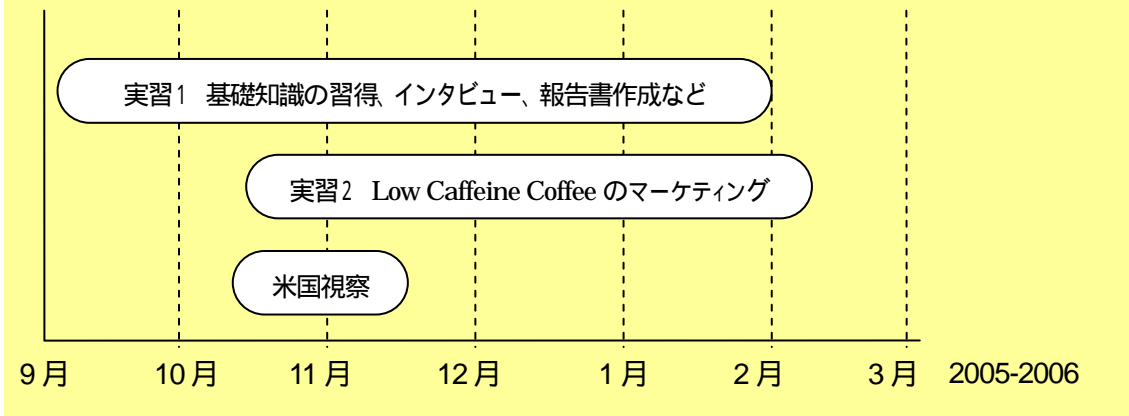 実習1 基礎知識の習得、インタビュー、報告書作成など
実習2 Low Caffeine Coffee のマーケティング
米国視察
9月 10月 11月 12月 1月 2月 3月 2005-2006